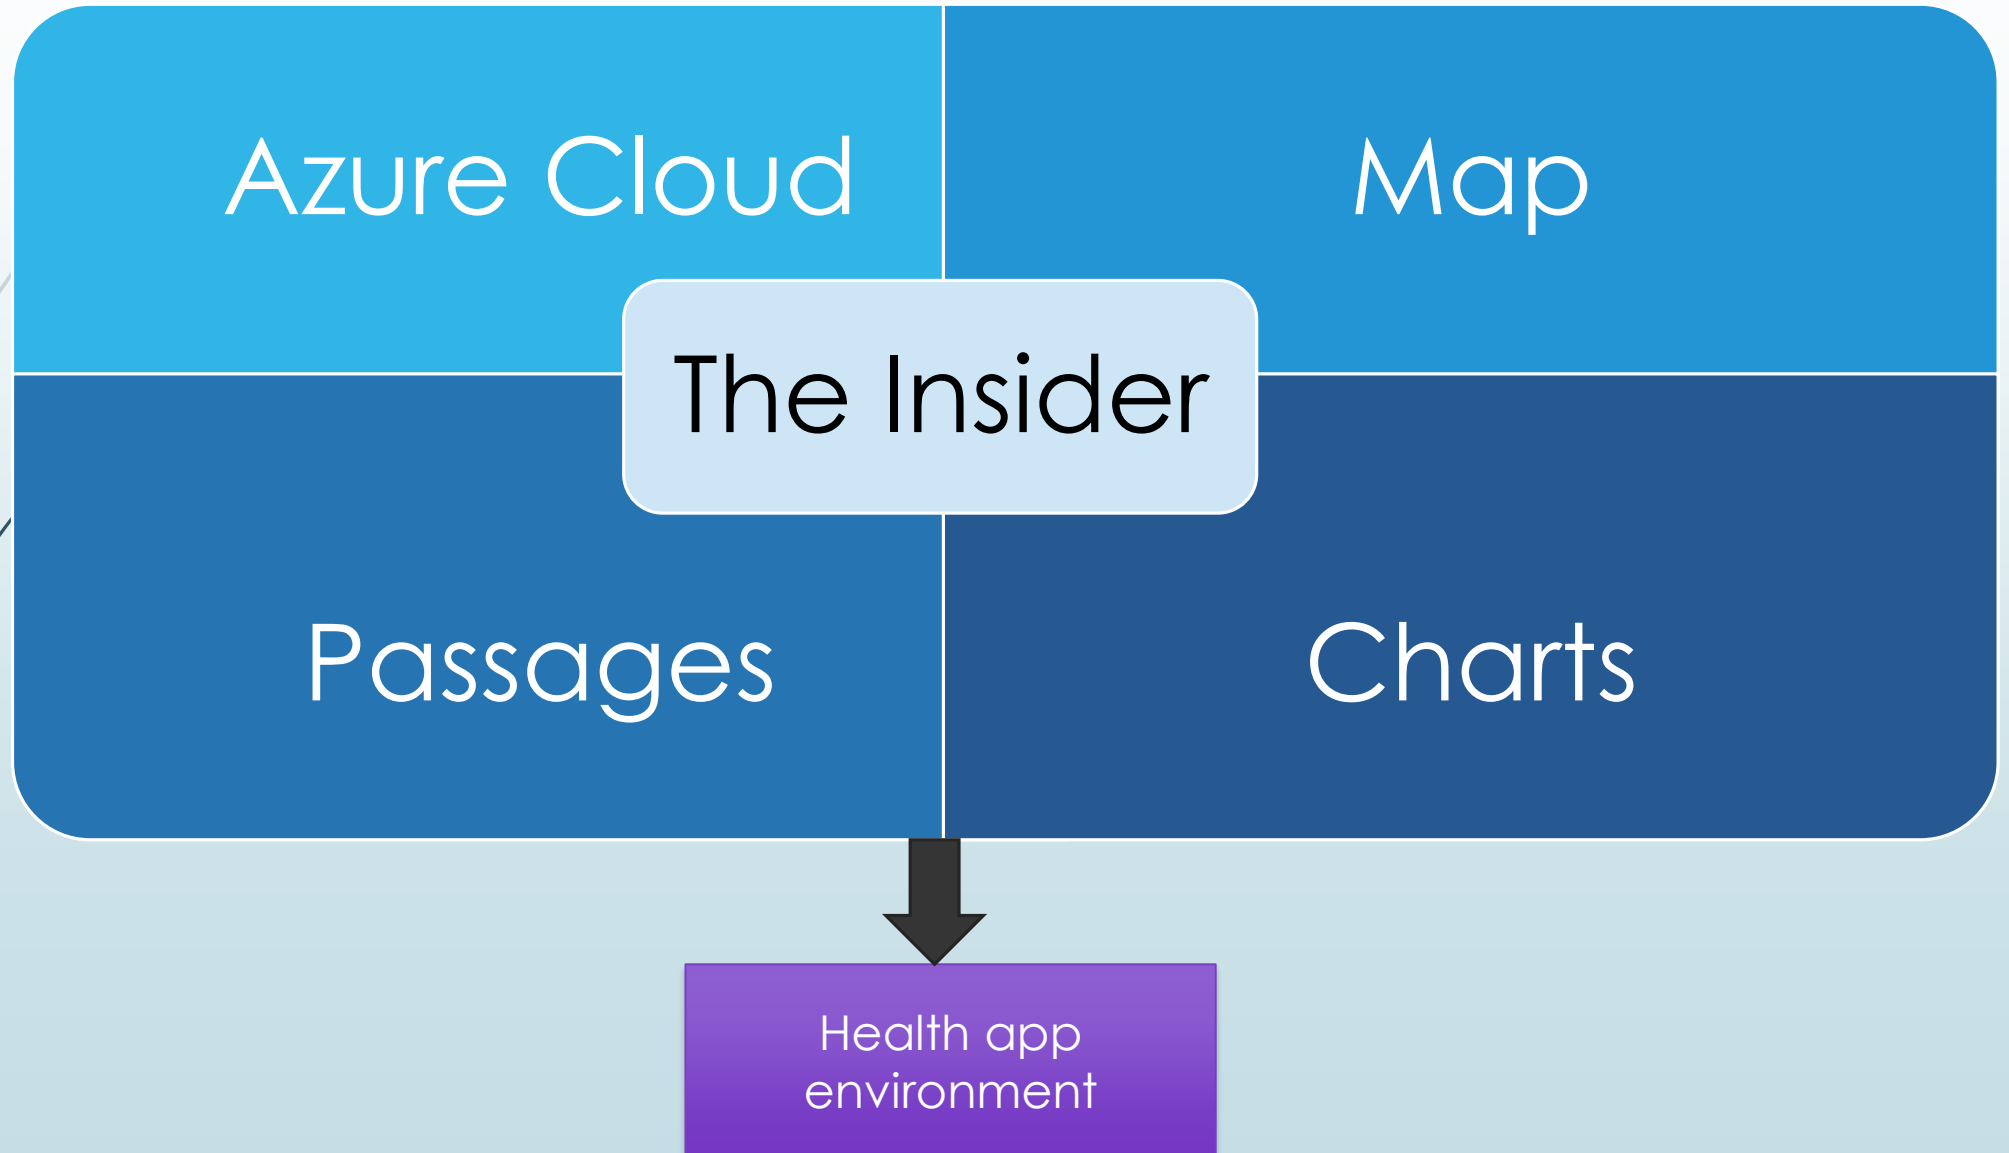 Azure Cloud
Map
The Insider
Passages
Charts
Health app
environment